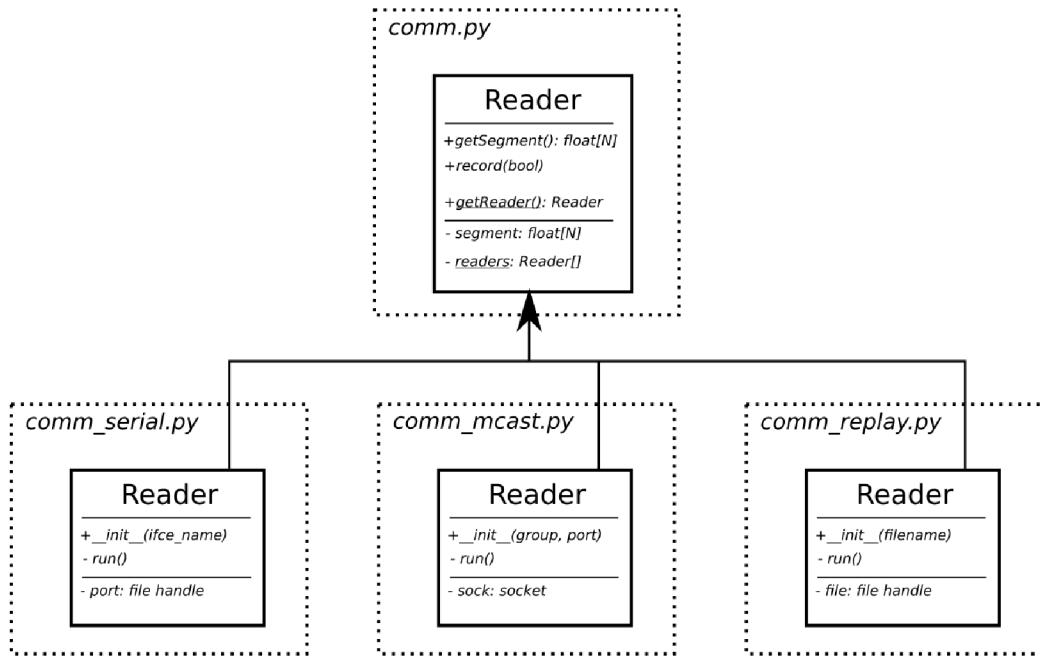 comm.py
Reader
+getSegment(): float[N]
+record(bool)
+getReader(): Reader
- segment: float[N]
- readers: Reader[]
comm_serial.py
Reader
+__init__(ifce_name)
- run()
- port: file handle
comm_mcast.py
Reader
+__init__(group, port)
- run()
- sock: socket
comm_replay.py
Reader
+__init__(filename)
- run()
- file: file handle